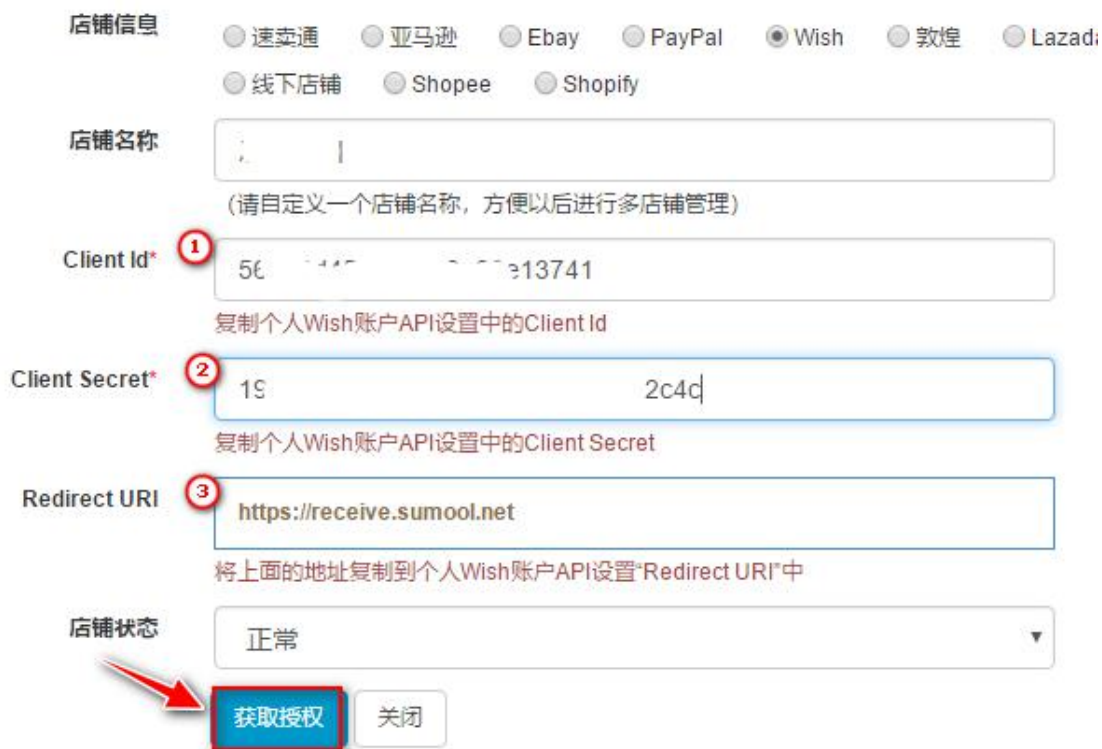 店铺信息
速卖通 亚马逊 Ebay PayPal Wish 敦煌 Lazada
线下店铺 Shopee Shopify
店铺名称
(请自定义一个店铺名称，方便以后进行多店铺管理)
Client Id* 1 56 e13741
复制个人Wish账户API设置中的Client Id
Client Secret* 2 19 2c4c
复制个人Wish账户API设置中的Client Secret
Redirect URI 3 https://receive.sumool.net
将上面的地址复制到个人Wish账户API设置“Redirect URI”中
店铺状态 正常
获取授权 关闭